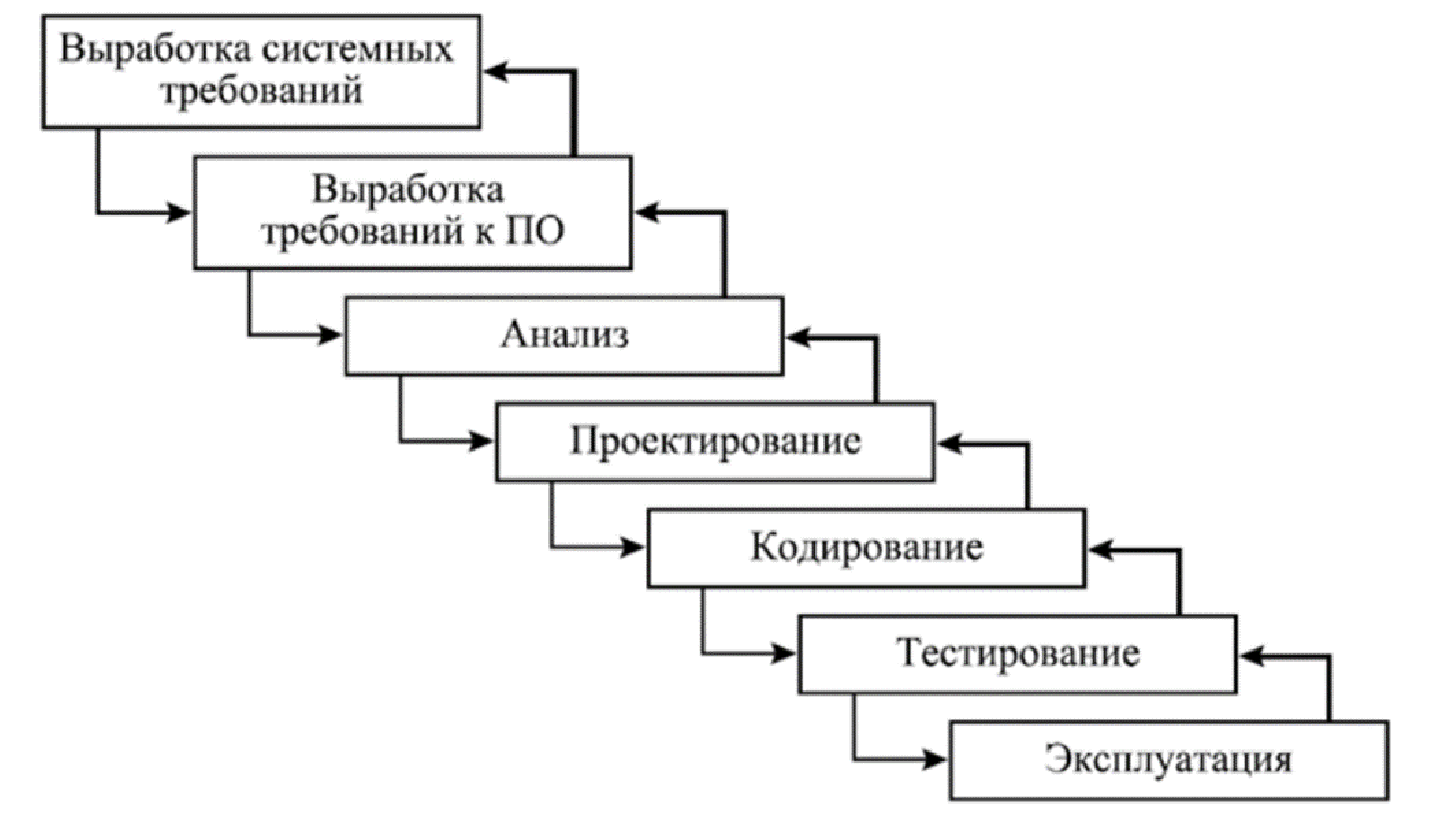 Выработка системных
требований
Выработка
требований к ПО
Анализ
Проектирование
Кодирование
Тестирование
Эксплуатация